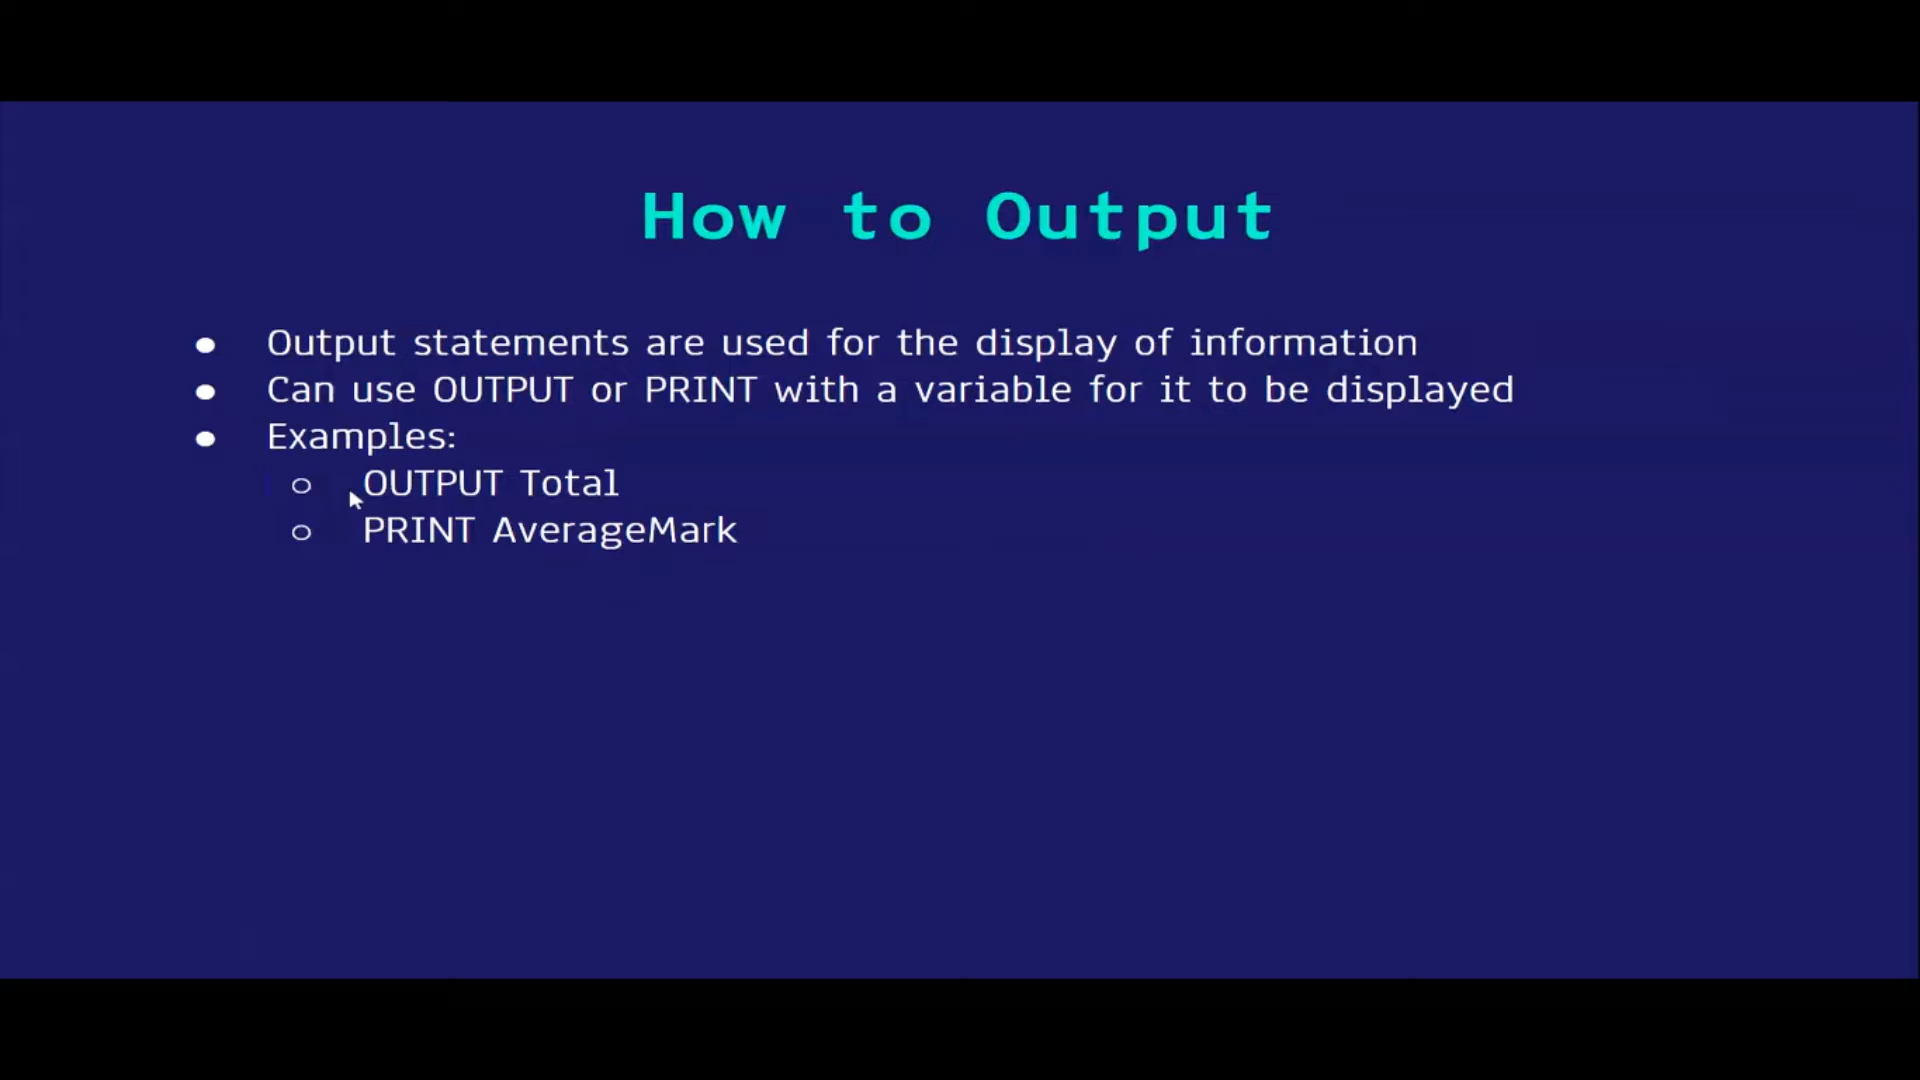 How to Output
● Output statements are used for the display of information
● Can use OUTPUT or PRINT with a variable for it to be displayed
● Examples:
○ OUTPUT Total
○ PRINT AverageMark